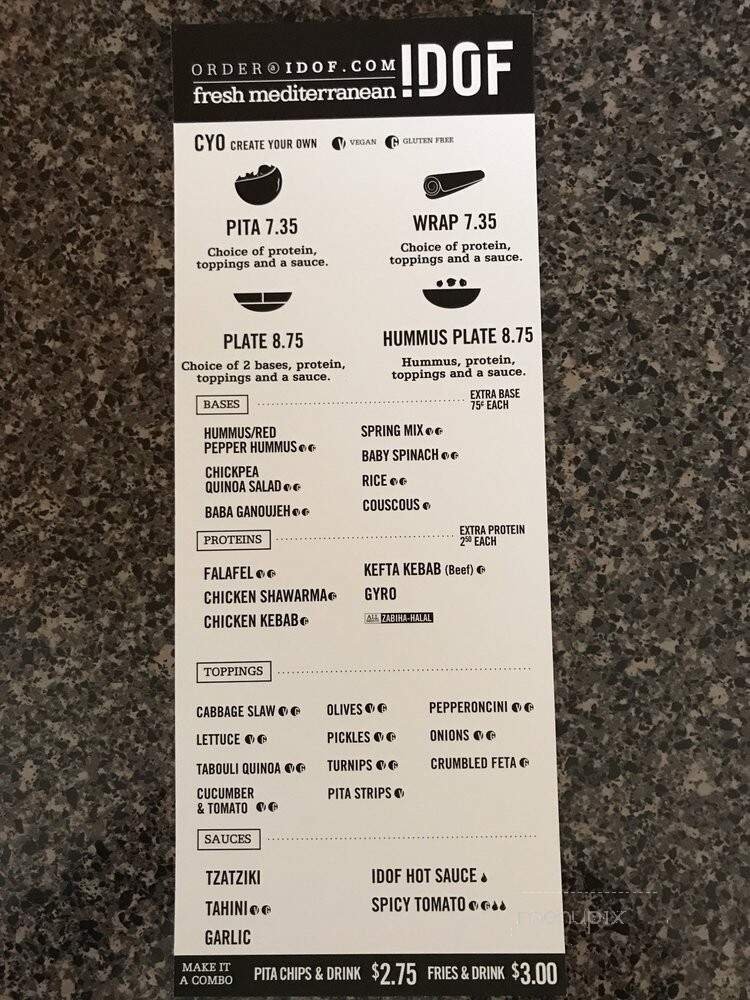 ORDER@IDOF.COM
fresh mediterranean
!DOF
CYO CREATE YOUR OWN V VEGAN G GLUTEN FREE
PITA 7.35
Choice of protein,
toppings and a sauce.
WRAP 7.35
Choice of protein,
toppings and a sauce.
PLATE 8.75
Choice of 2 bases, protein,
toppings and a sauce.
HUMMUS PLATE 8.75
Hummus, protein,
toppings and a sauce.
BASES
EXTRA BASE
75¢ EACH
HUMMUS/RED
PEPPER HUMMUS V G
CHICKPEA
QUINOA SALAD V G
BABA GANOUJEH V G
SPRING MIX V G
BABY SPINACH V G
RICE V G
COUSCOUS V
PROTEINS
EXTRA PROTEIN
250 EACH
FALAFEL V G
CHICKEN SHAWARMA G
CHICKEN KEBAB G
KEFTA KEBAB (Beef) G
GYRO
ALL ZABIHA-HALAL
TOPPINGS
CABBAGE SLAW V G
LETTUCE V G
TABOULI QUINOA V G
CUCUMBER
& TOMATO V G
OLIVES V G
PICKLES V G
TURNIPS V G
PITA STRIPS V
PEPPERONCINI V G
ONIONS V G
CRUMBLED FETA G
SAUCES
TZATZIKI
TAHINI V G
GARLIC
IDOF HOT SAUCE
SPICY TOMATO V G
MAKE IT
A COMBO
PITA CHIPS & DRINK $2.75 FRIES & DRINK $3.00
menupix